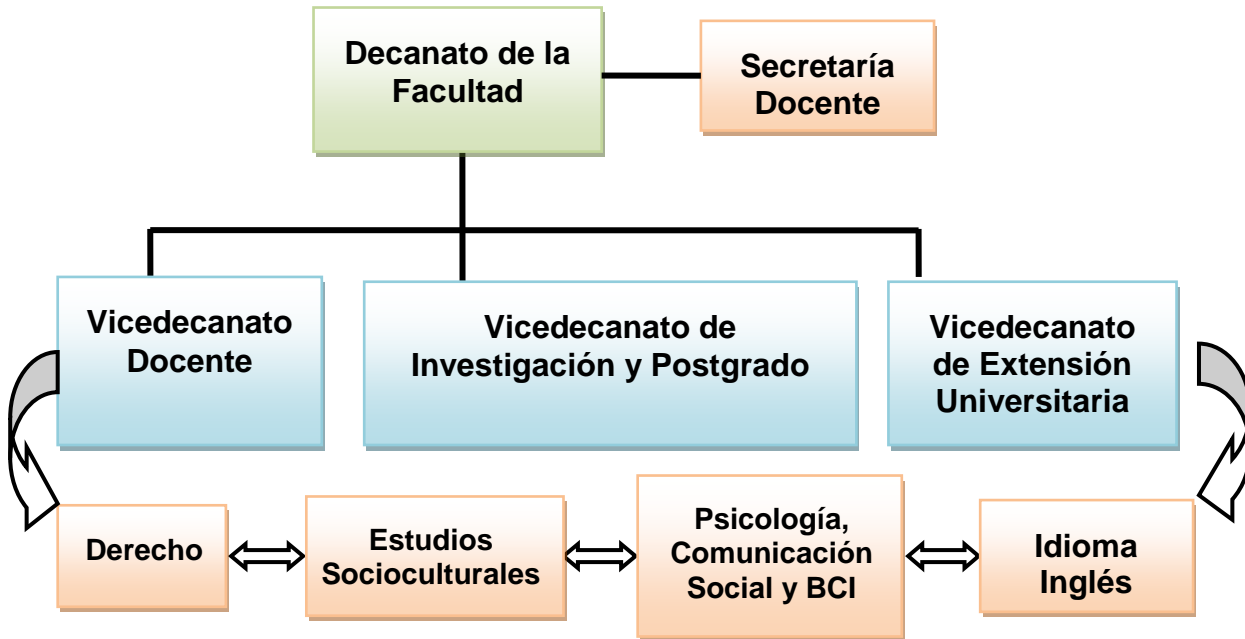 Decanato de la
Facultad
Secretaría
Docente
Vicedecanato
Docente
Vicedecanato de
Investigación y Postgrado
Vicedecanato
de Extensión
Universitaria
Derecho
Estudios
Socioculturales
Psicología,
Comunicación
Social y BCI
Idioma
Inglés